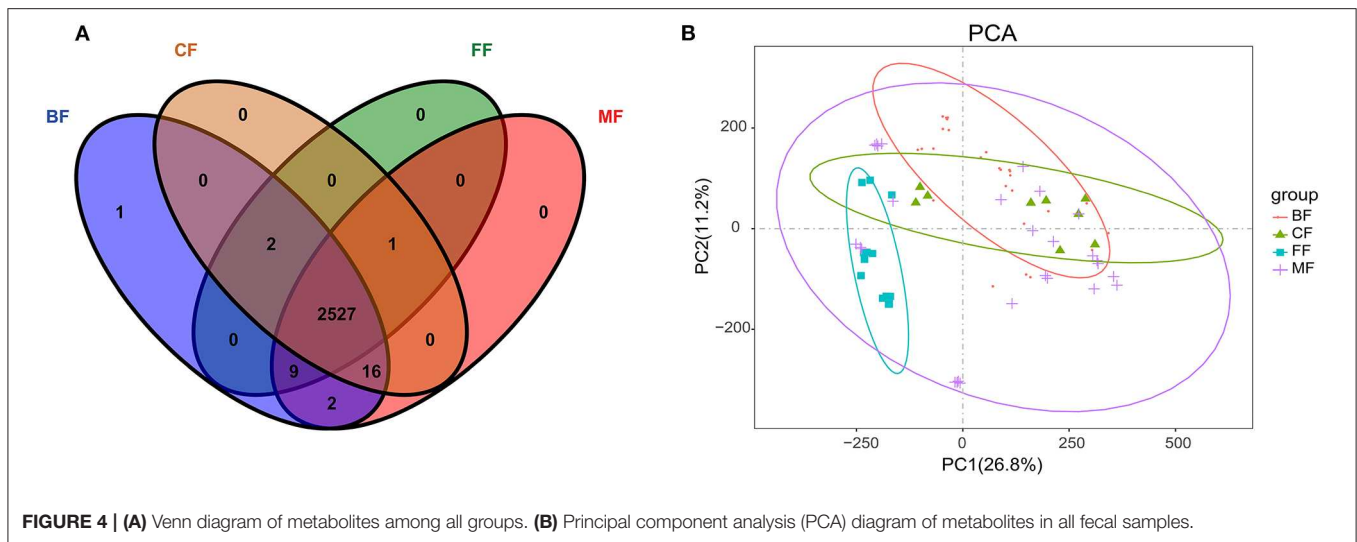 A
CF
FF
BF
MF
0
0
0
0
0
1
0
2
1
2527
0
0
9
16
2
B
PCA
200
0
−200
PC2(11.2%)
−250
0
250
500
PC1(26.8%)
group
BF
CF
FF
MF
FIGURE 4 | (A) Venn diagram of metabolites among all groups. (B) Principal component analysis (PCA) diagram of metabolites in all fecal samples.